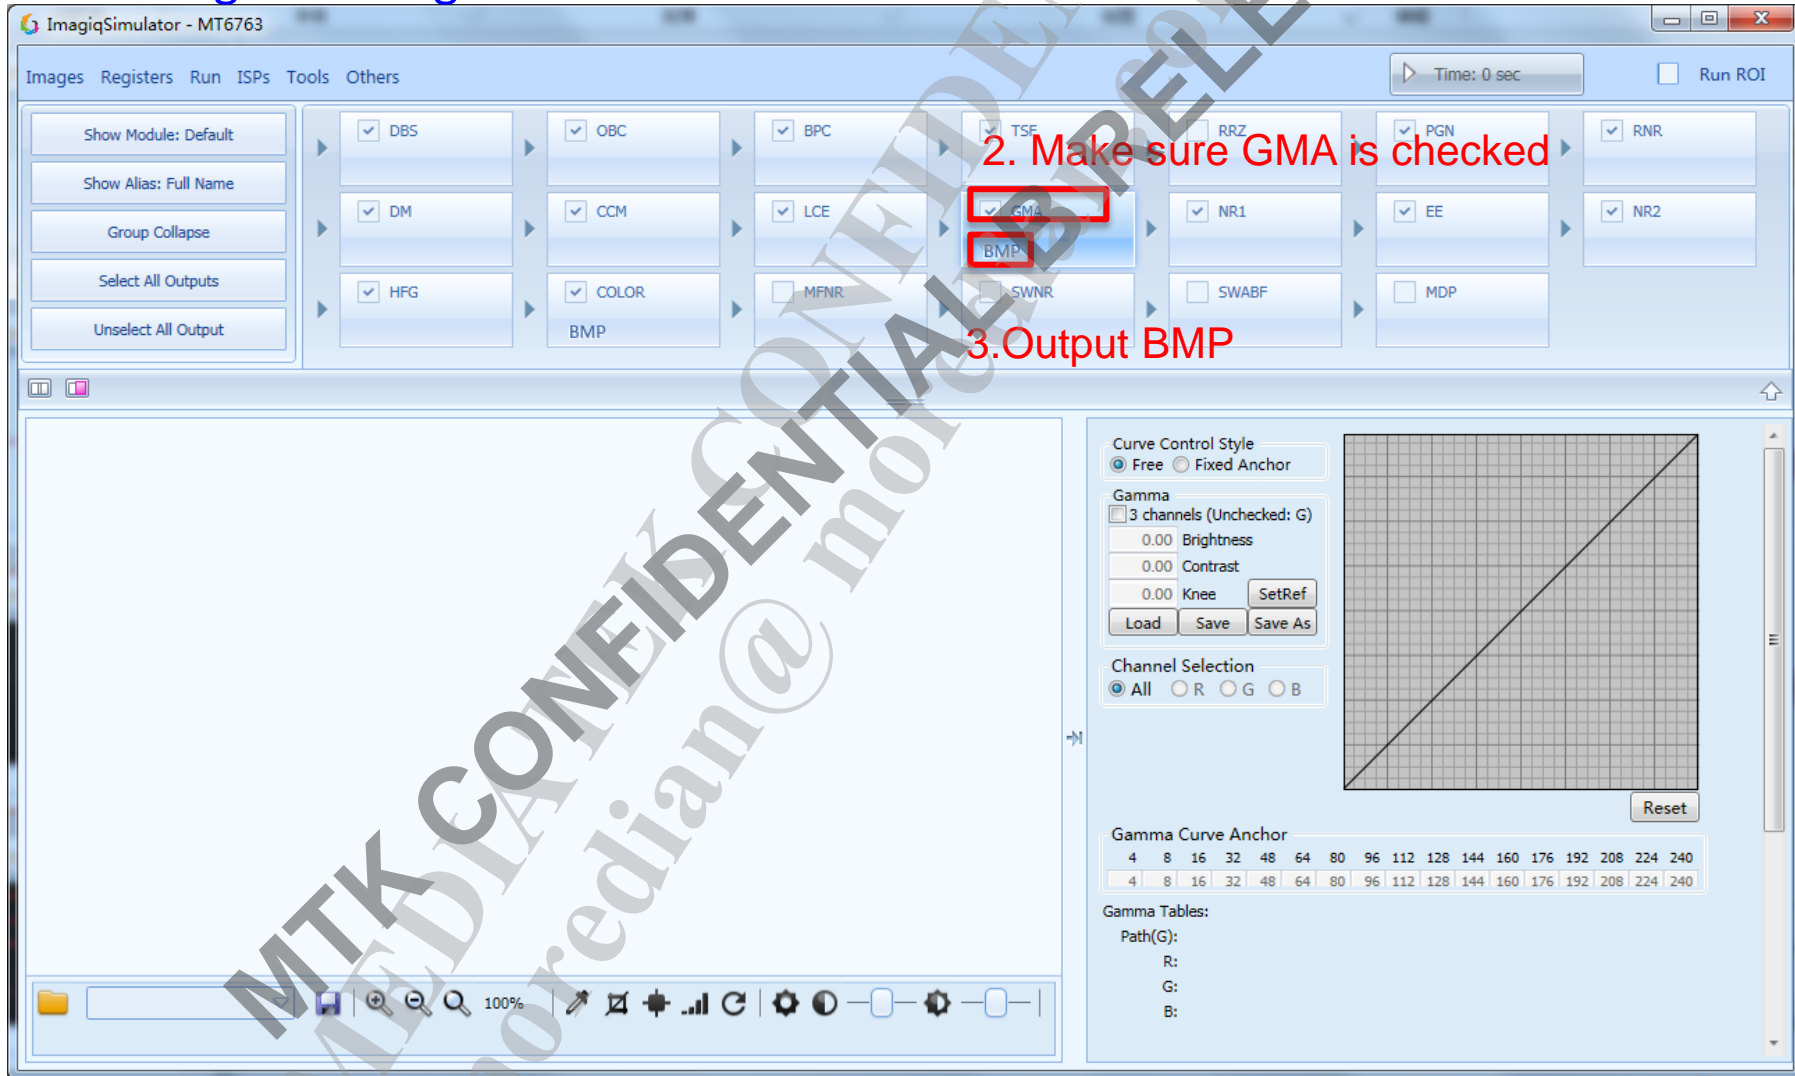 ImagiqSimulator - MT6763
Images Registers Run ISPs Tools Others
Time: 0 sec
Run ROI
Show Module: Default
Show Alias: Full Name
Group Collapse
Select All Outputs
Unselect All Output
DBS OBC BPC TSF RRZ PGN RNR
2. Make sure GMA is checked
DM CCM LCE GMA NR1 EE NR2
BMP
HFG COLOR MFNR SWNR SWABF MDP
BMP
3.Output BMP
Curve Control Style
Free Fixed Anchor
Gamma
3 channels (Unchecked: G)
0.00 Brightness
0.00 Contrast
0.00 Knee SetRef
Load Save Save As
Channel Selection
All R G B
Reset
Gamma Curve Anchor
4 8 16 32 48 64 80 96 112 128 144 160 176 192 208 224 240
4 8 16 32 48 64 80 96 112 128 144 160 176 192 208 224 240
Gamma Tables:
Path(G):
R:
G:
B:
100%
MTK CONFIDENTIAL B